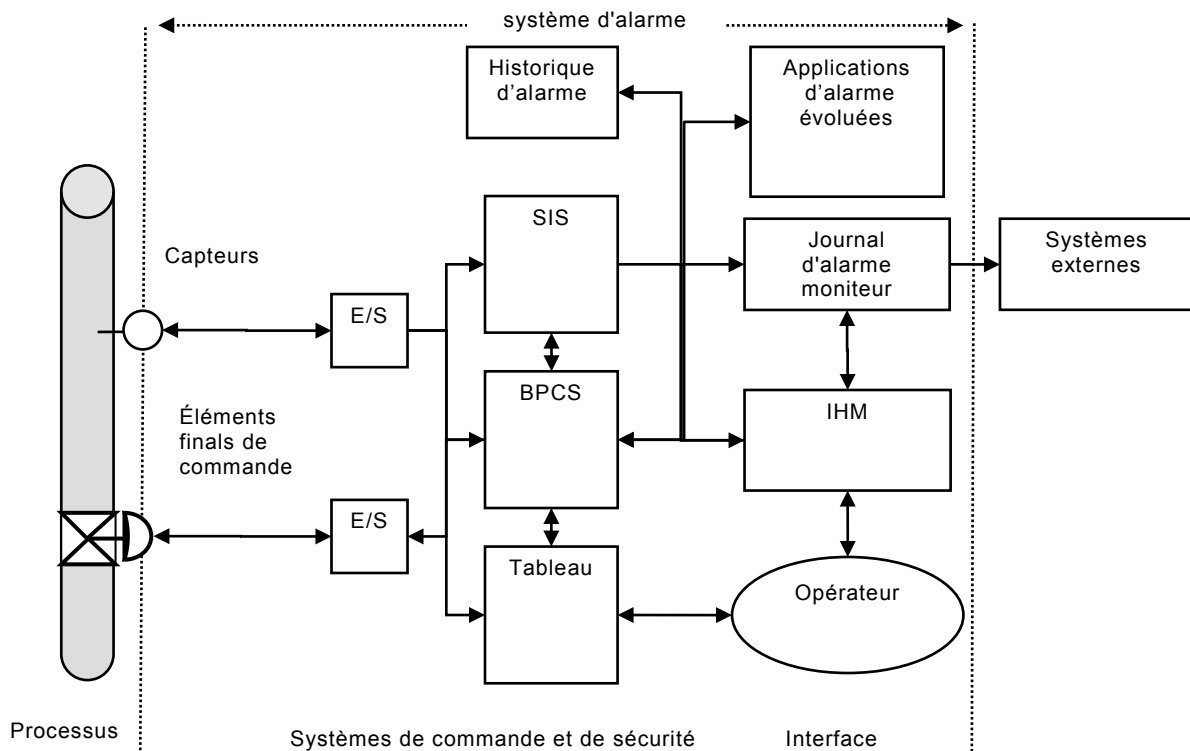 système d'alarme
Historique
d’alarme
Applications
d’alarme
évoluées
SIS
Journal
d'alarme
moniteur
Systèmes
externes
Capteurs
E/S
BPCS
IHM
Éléments
finals de
commande
E/S
Tableau
Opérateur
Processus
Systèmes de commande et de sécurité
Interface